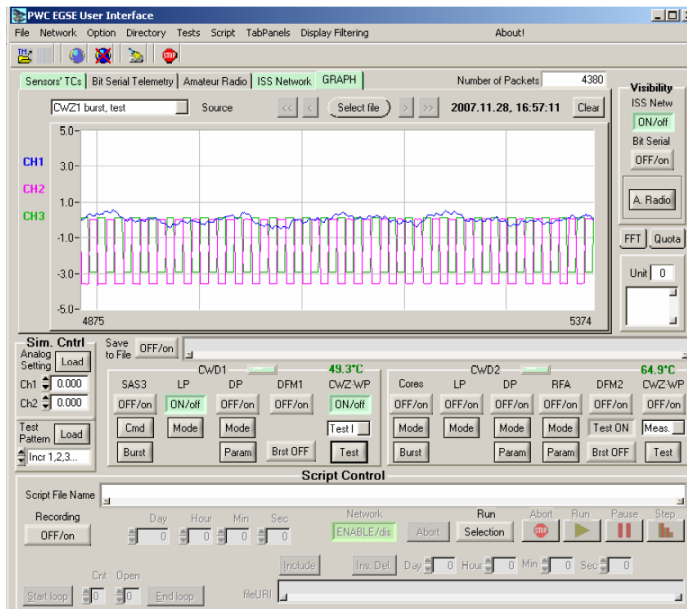 PWC EGSE User Interface
File Network Option Directory Tests Script TabPanels Display Filtering About!
Sensors' TCs Bit Serial Telemetry Amateur Radio ISS Network GRAPH Number of Packets 4380
Visibility
CWZ1 burst, test Source << < Select file > >> 2007.11.28, 16:57:11 Clear
ISS Netw
ON/off
Bit Serial
OFF/on
A. Radio
FFT Quota
Unit 0
5.0
CH1 3.0
CH2
1.0
CH3
-1.0
-3.0
-5.0
4875 5374
Sim. Cntrl
Analog Setting Load
Ch1 0.000
Ch2 0.000
Test Pattern Load
Incr 1,2,3...
Save to File OFF/on
CWD1 49.3°C
SAS3 LP DP DFM1 CWZ WP
OFF/on ON/off OFF/on OFF/on ON/off
Cmd Mode Mode Test I
Burst Param Brst OFF Test
CWD2 64.9°C
Cores LP DP RFA DFM2 CWZ WP
OFF/on OFF/on OFF/on OFF/on OFF/on OFF/on
Mode Mode Mode Mode Test ON Meas.
Burst Param Param Brst OFF Test
Script Control
Script File Name
Recording Day Hour Min Sec Network Run Abort Run Pause Step
OFF/on 0 0 0 0 ENABLE/dis Abort Selection
Include Ins. Del. Day 0 Hour 0 Min 0 Sec 0
Cnt Open
Start loop 0 0 End loop fileURI